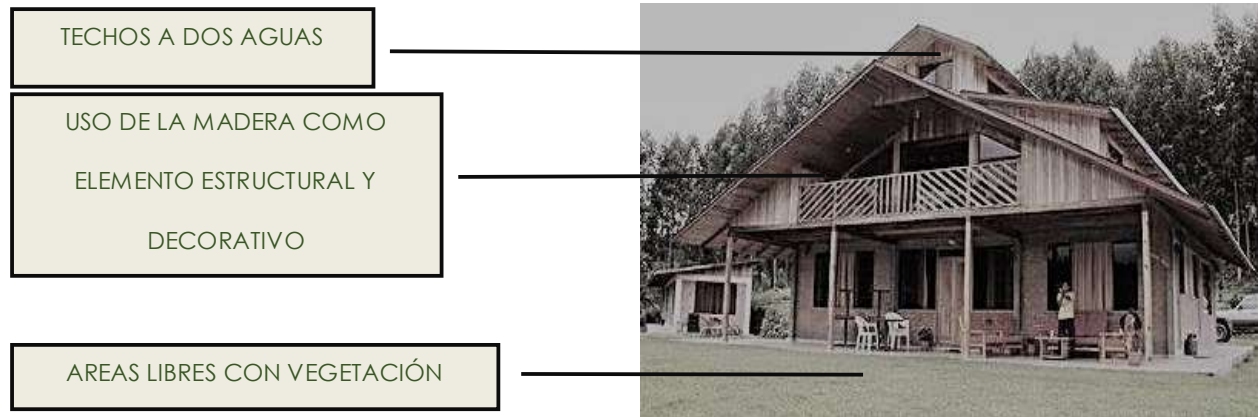 TECHOS A DOS AGUAS
USO DE LA MADERA COMO
ELEMENTO ESTRUCTURAL Y
DECORATIVO
AREAS LIBRES CON VEGETACIÓN